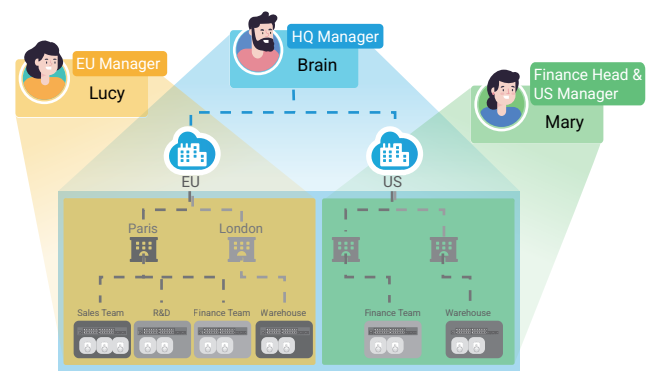 HQ Manager
Brain
EU Manager
Lucy
Finance Head &
US Manager
Mary
EU
US
Paris
London
Sales Team
R&D
Finance Team
Warehouse
Finance Team
Warehouse